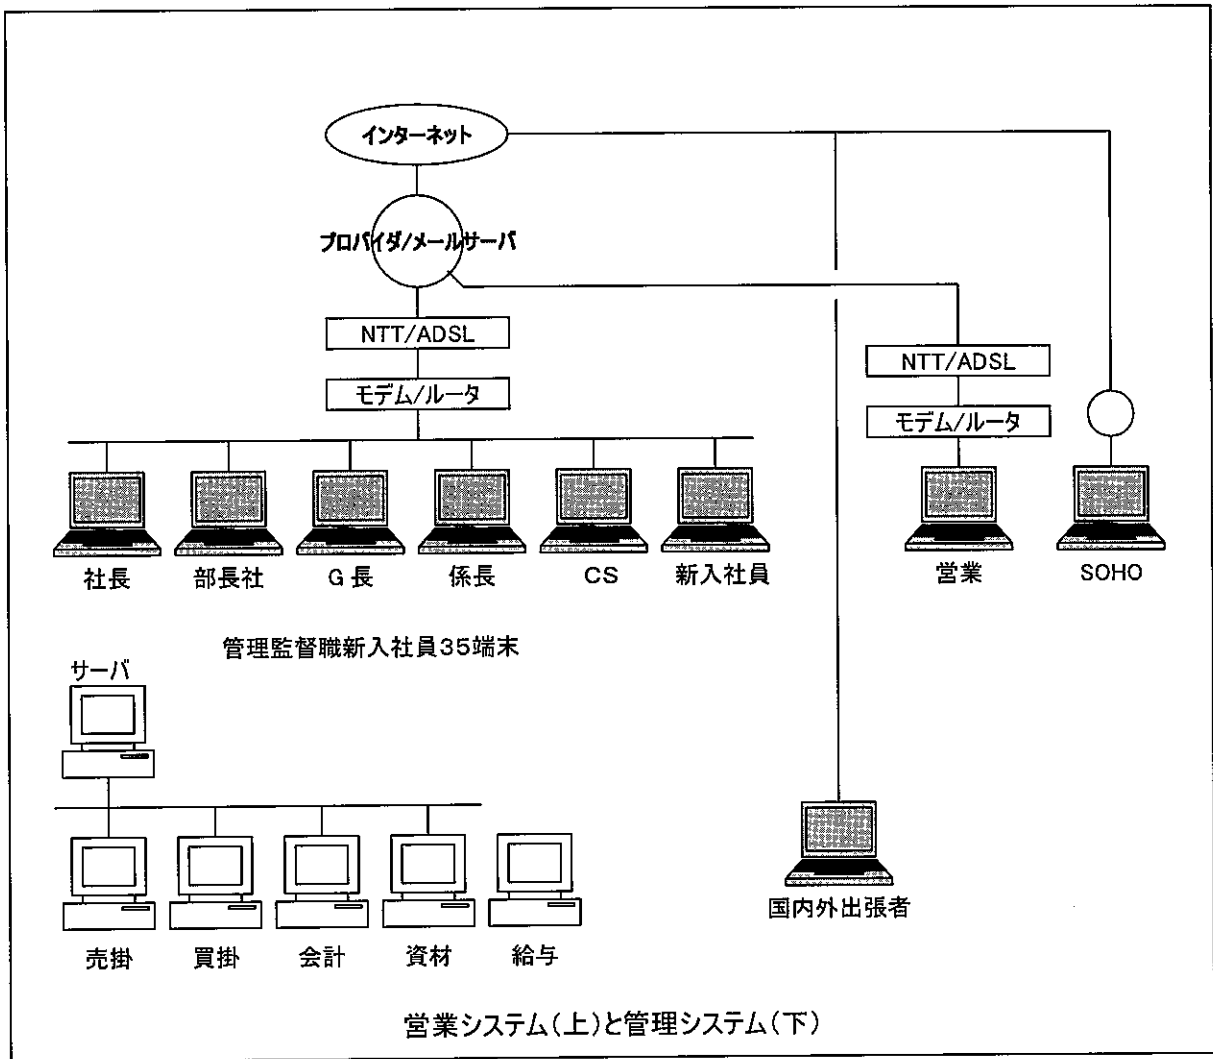 インターネット
プロバイダ/メールサーバ
NTT/ADSL
モデム/ルータ
NTT/ADSL
モデム/ルータ
社長
部長社
G長
係長
CS
新入社員
営業
SOHO
管理監督職新入社員35端末
サーバ
国内外出張者
売掛
買掛
会計
資材
給与
営業システム(上)と管理システム(下)